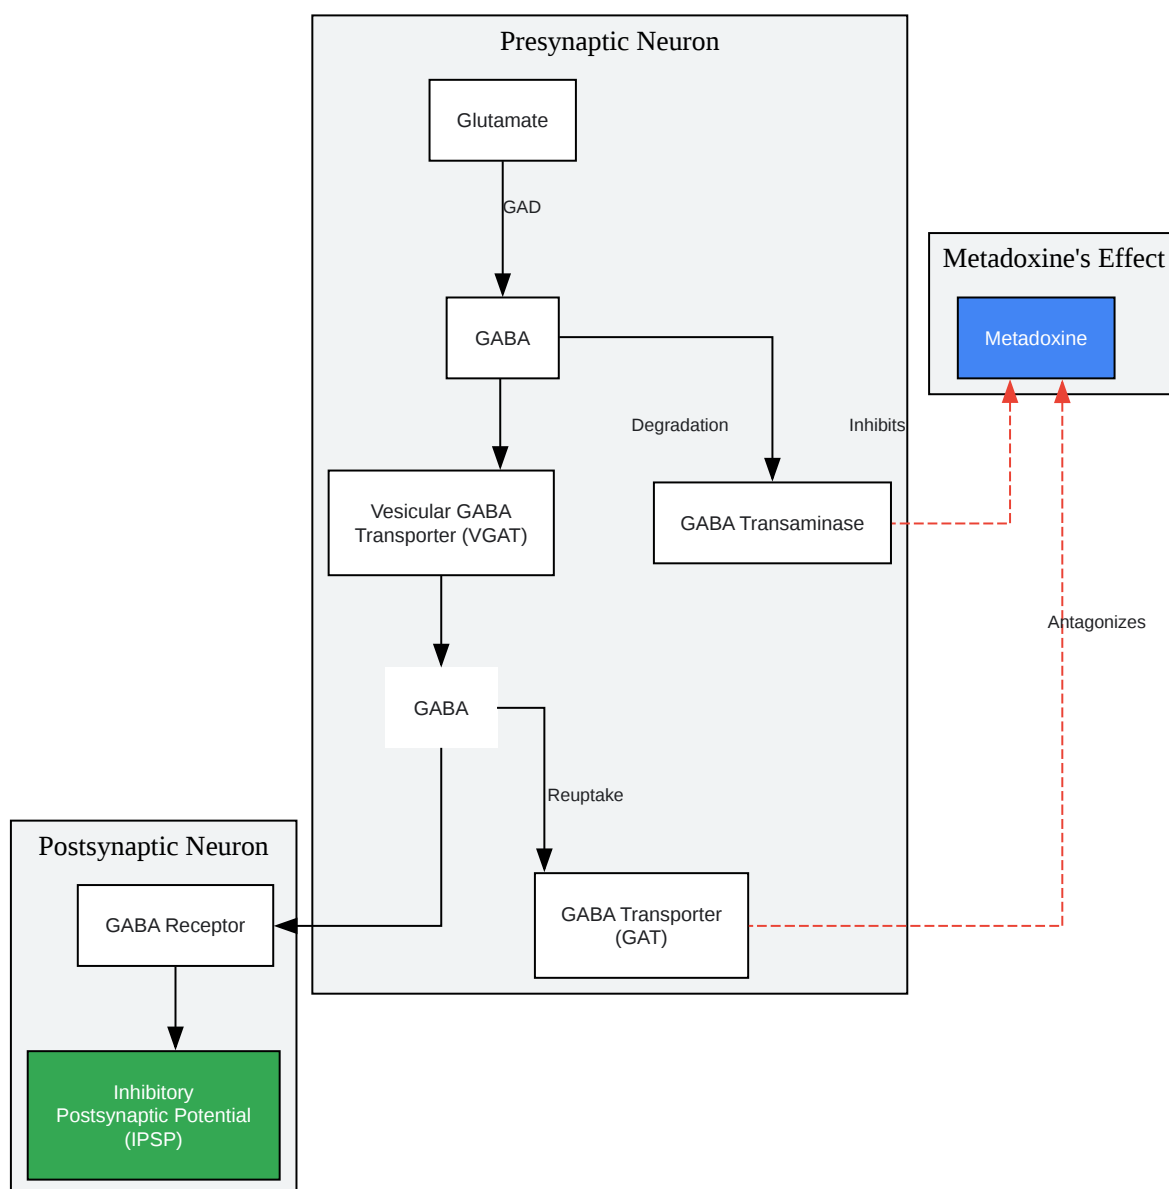 Presynaptic Neuron
Glutamate
GAD
Metadoxine's Effect
GABA
Metadoxine
Degradation
Inhibits
Vesicular GABA
Transporter (VGAT)
GABA Transaminase
Antagonizes
GABA
Reuptake
Postsynaptic Neuron
GABA Receptor
GABA Transporter
(GAT)
Inhibitory
Postsynaptic Potential
(IPSP)